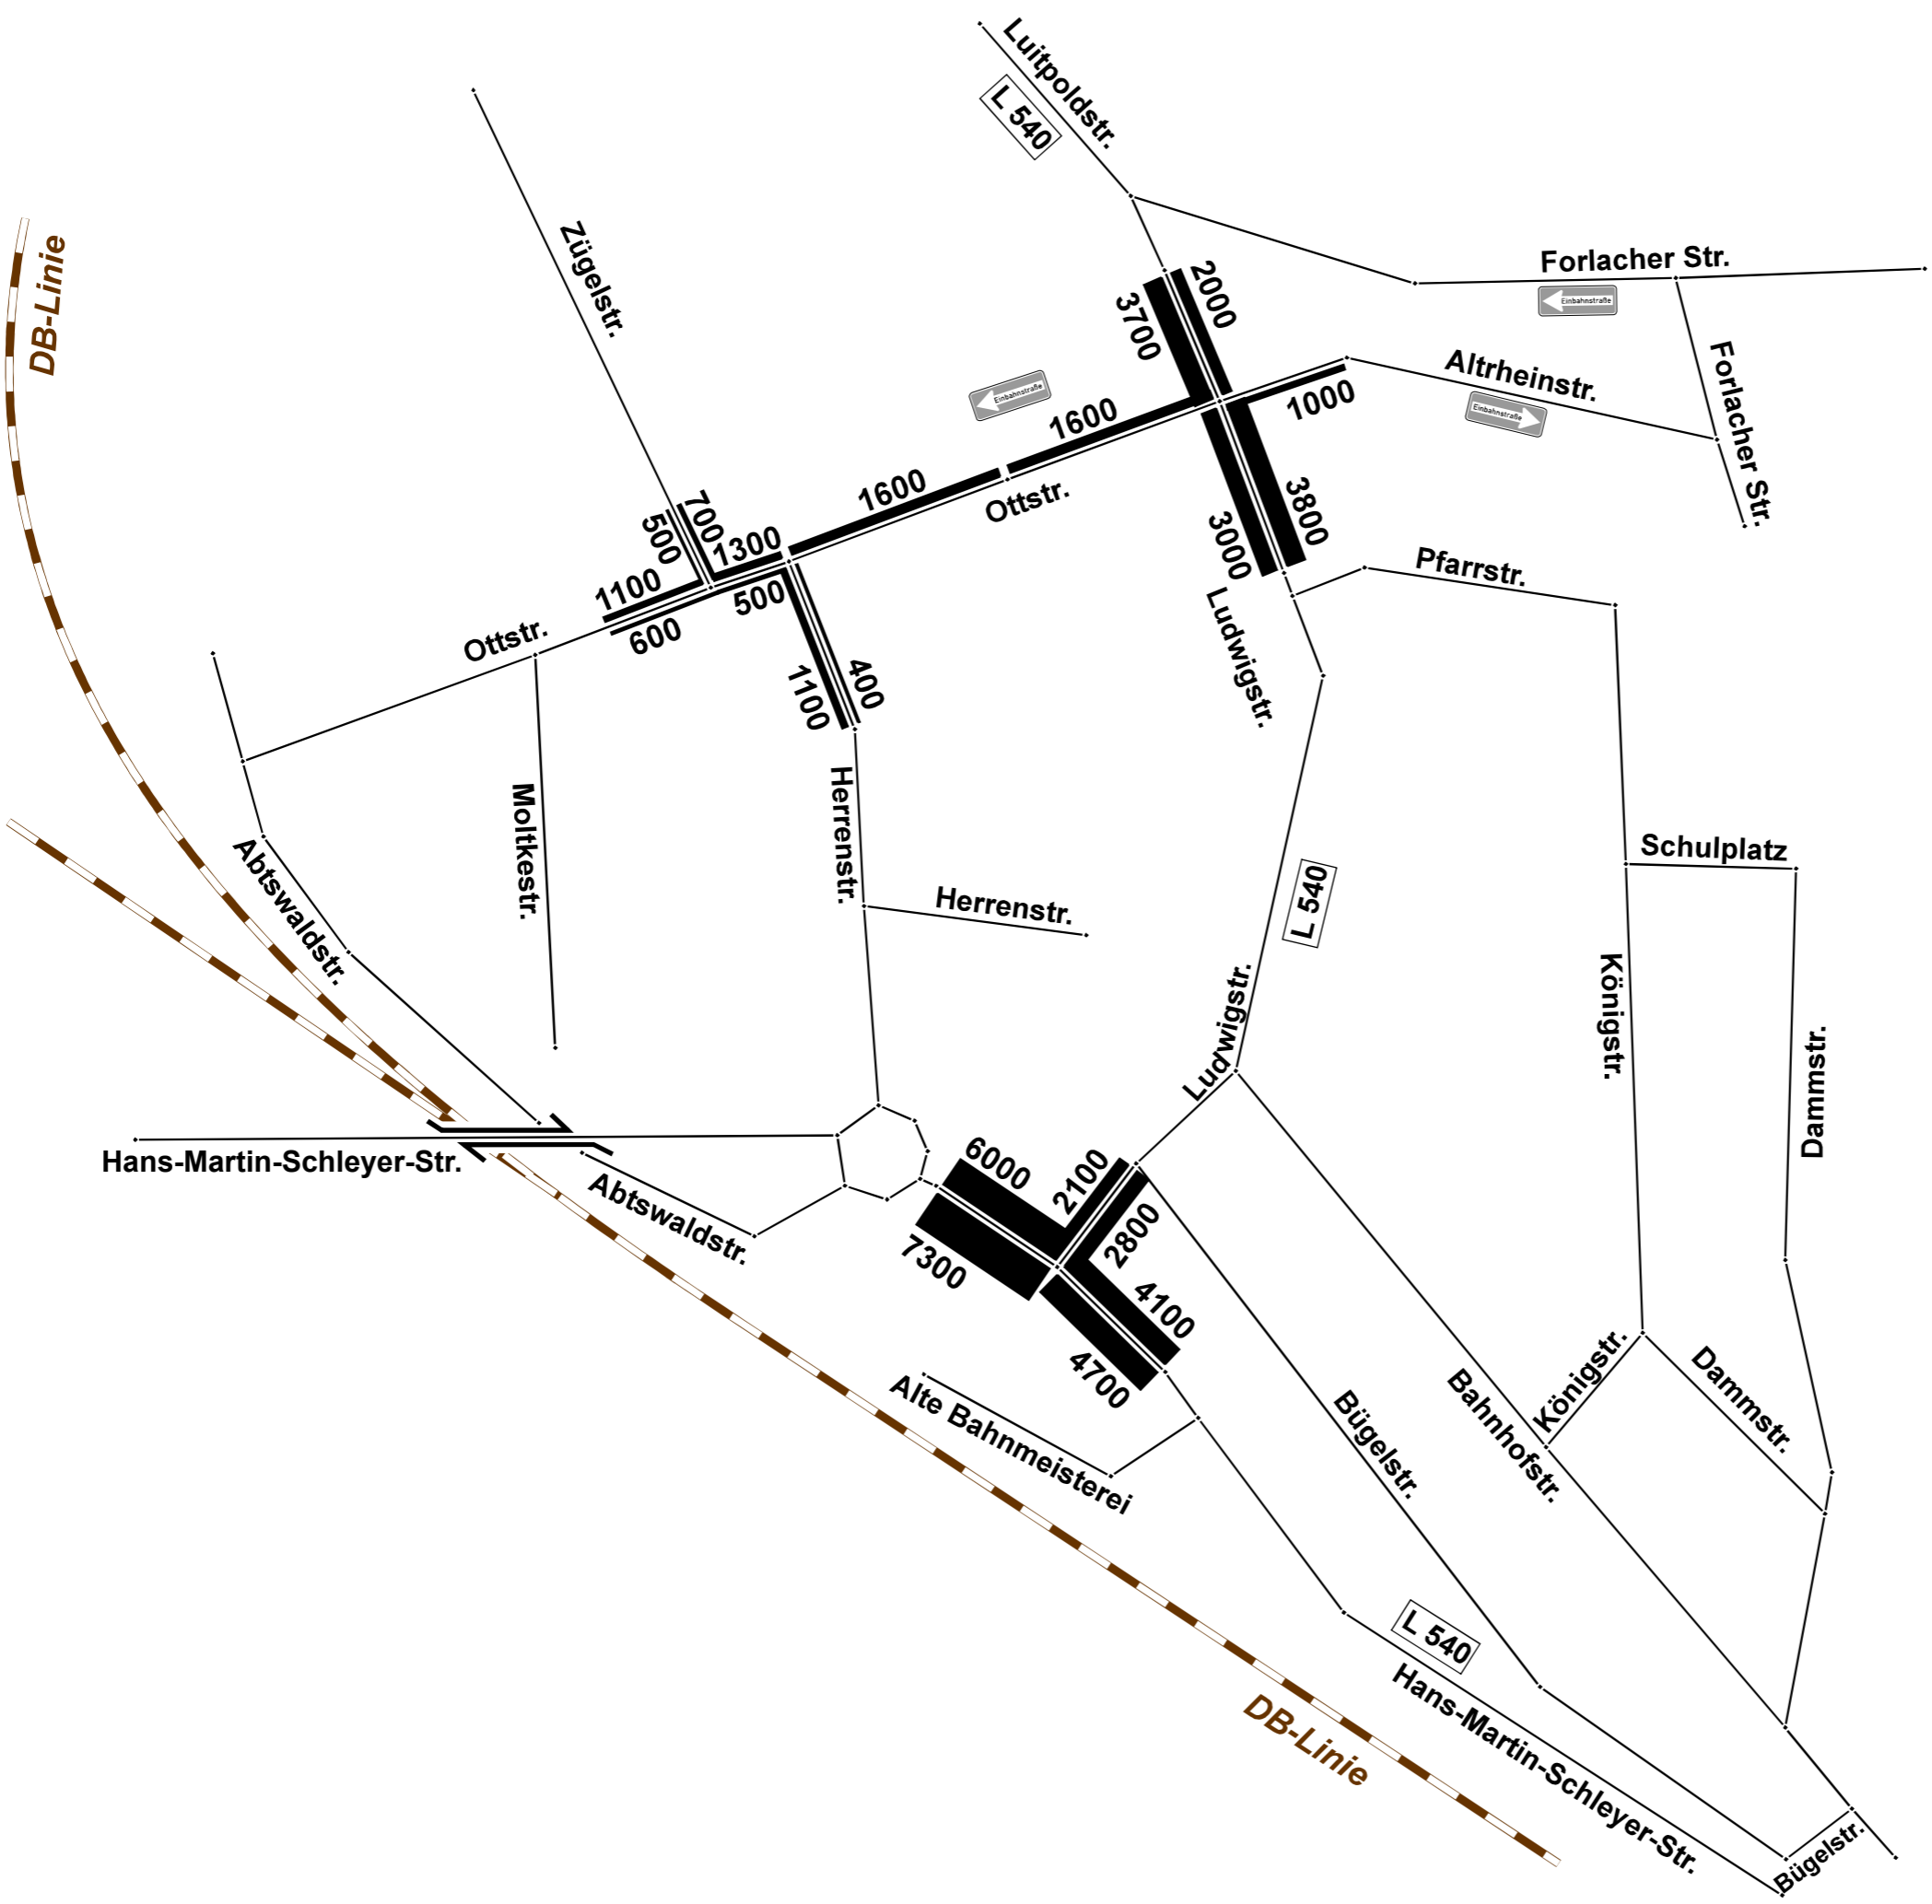 Luitpoldstr.
L 540
Zügelstr.
DB-Linie
Forlacher Str.
Einbahnstraße
2000
3700
Forlacher Str.
Altrheinstr.
Einbahnstraße
Einbahnstraße
1000
1600
1600
Ottstr.
3800
3000
700
500
1300
1100
500
600
Ottstr.
Pfarrstr.
Ludwigstr.
400
1100
Moltkestr.
Herrenstr.
Herrenstr.
Abtswaldstr.
L 540
Schulplatz
Königstr.
Ludwigstr.
Dammstr.
Hans-Martin-Schleyer-Str.
Abtswaldstr.
6000
2100
2800
7300
4100
4700
Alte Bahnmeisterei
Bügelstr.
Bahnhofstr.
Königstr.
Dammstr.
L 540
Hans-Martin-Schleyer-Str.
DB-Linie
Bügelstr.